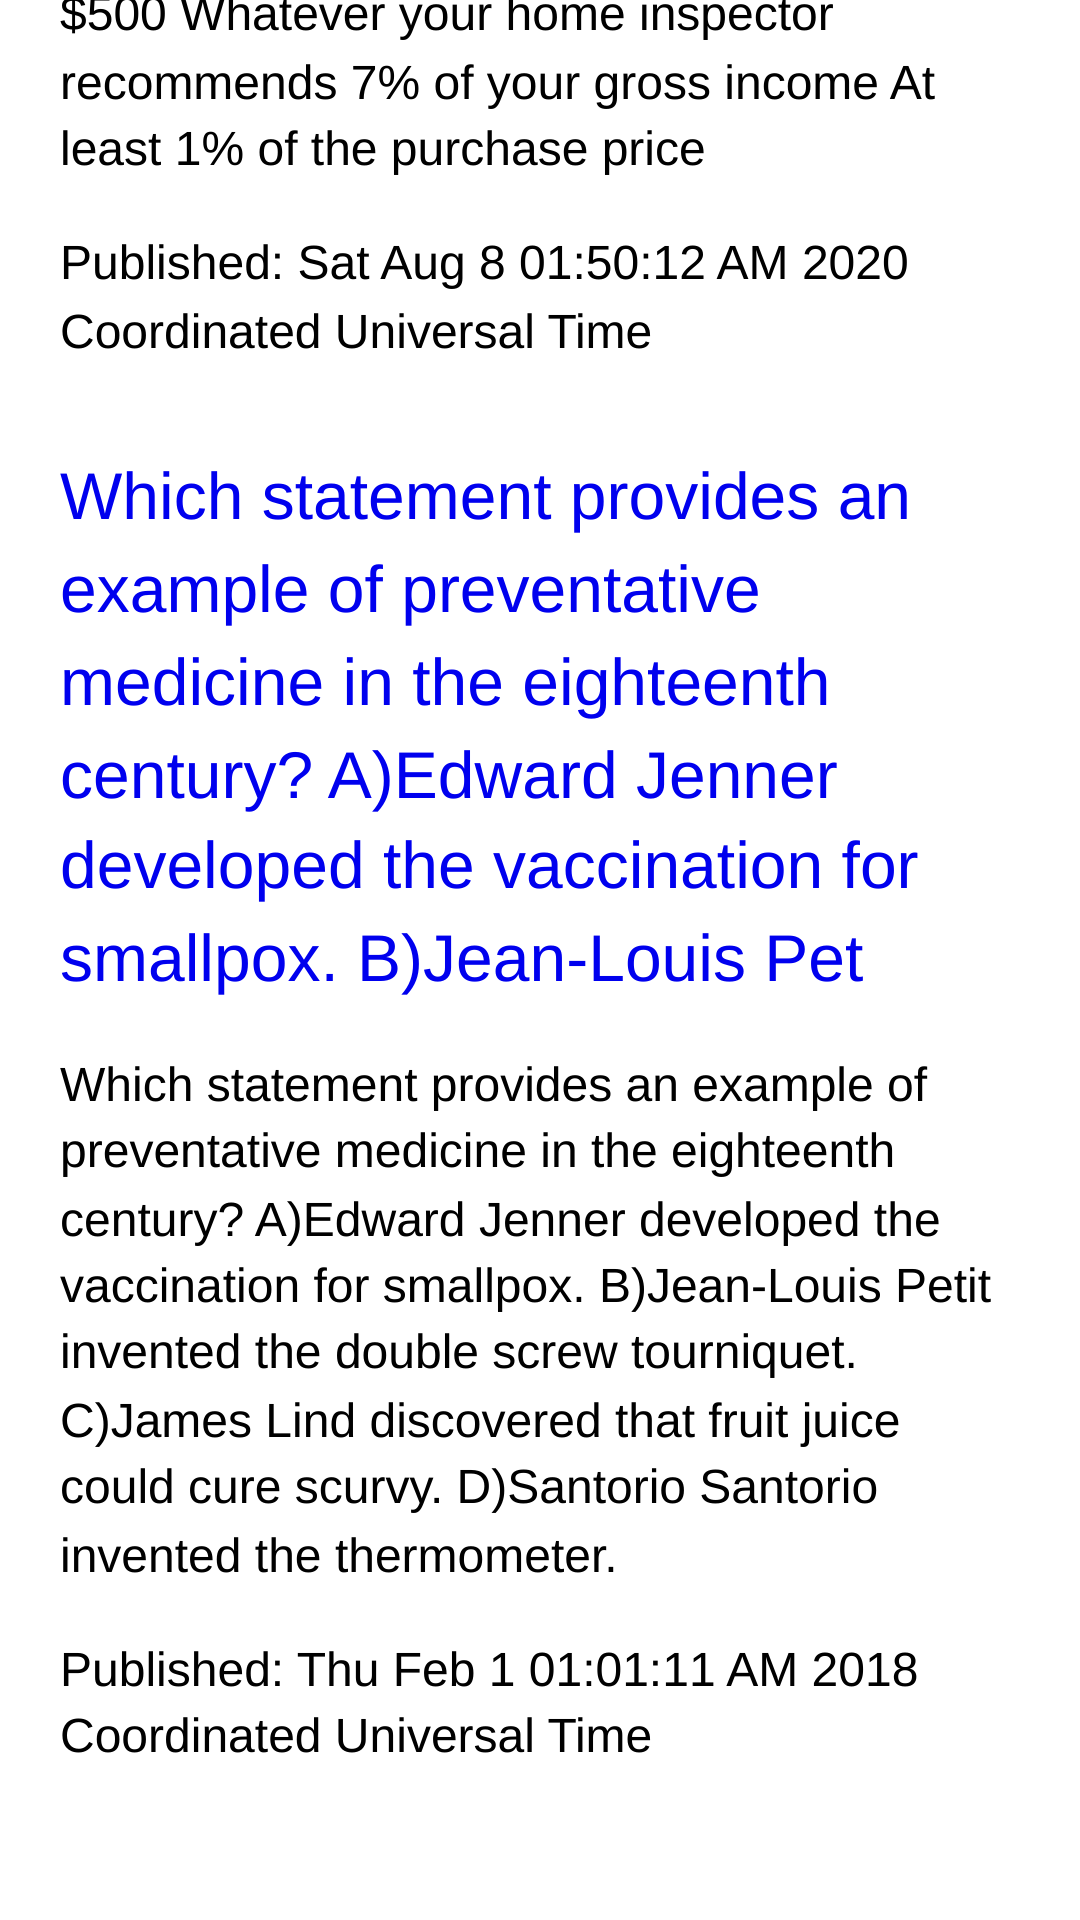 $500 Whatever your home inspector
recommends 7% of your gross income At
least 1% of the purchase price
Published: Sat Aug 8 01:50:12 AM 2020
Coordinated Universal Time
Which statement provides an
example of preventative
medicine in the eighteenth
century? A)Edward Jenner
developed the vaccination for
smallpox. B)Jean-Louis Pet
Which statement provides an example of
preventative medicine in the eighteenth
century? A)Edward Jenner developed the
vaccination for smallpox. B)Jean-Louis Petit
invented the double screw tourniquet.
C)James Lind discovered that fruit juice
could cure scurvy. D)Santorio Santorio
invented the thermometer.
Published: Thu Feb 1 01:01:11 AM 2018
Coordinated Universal Time